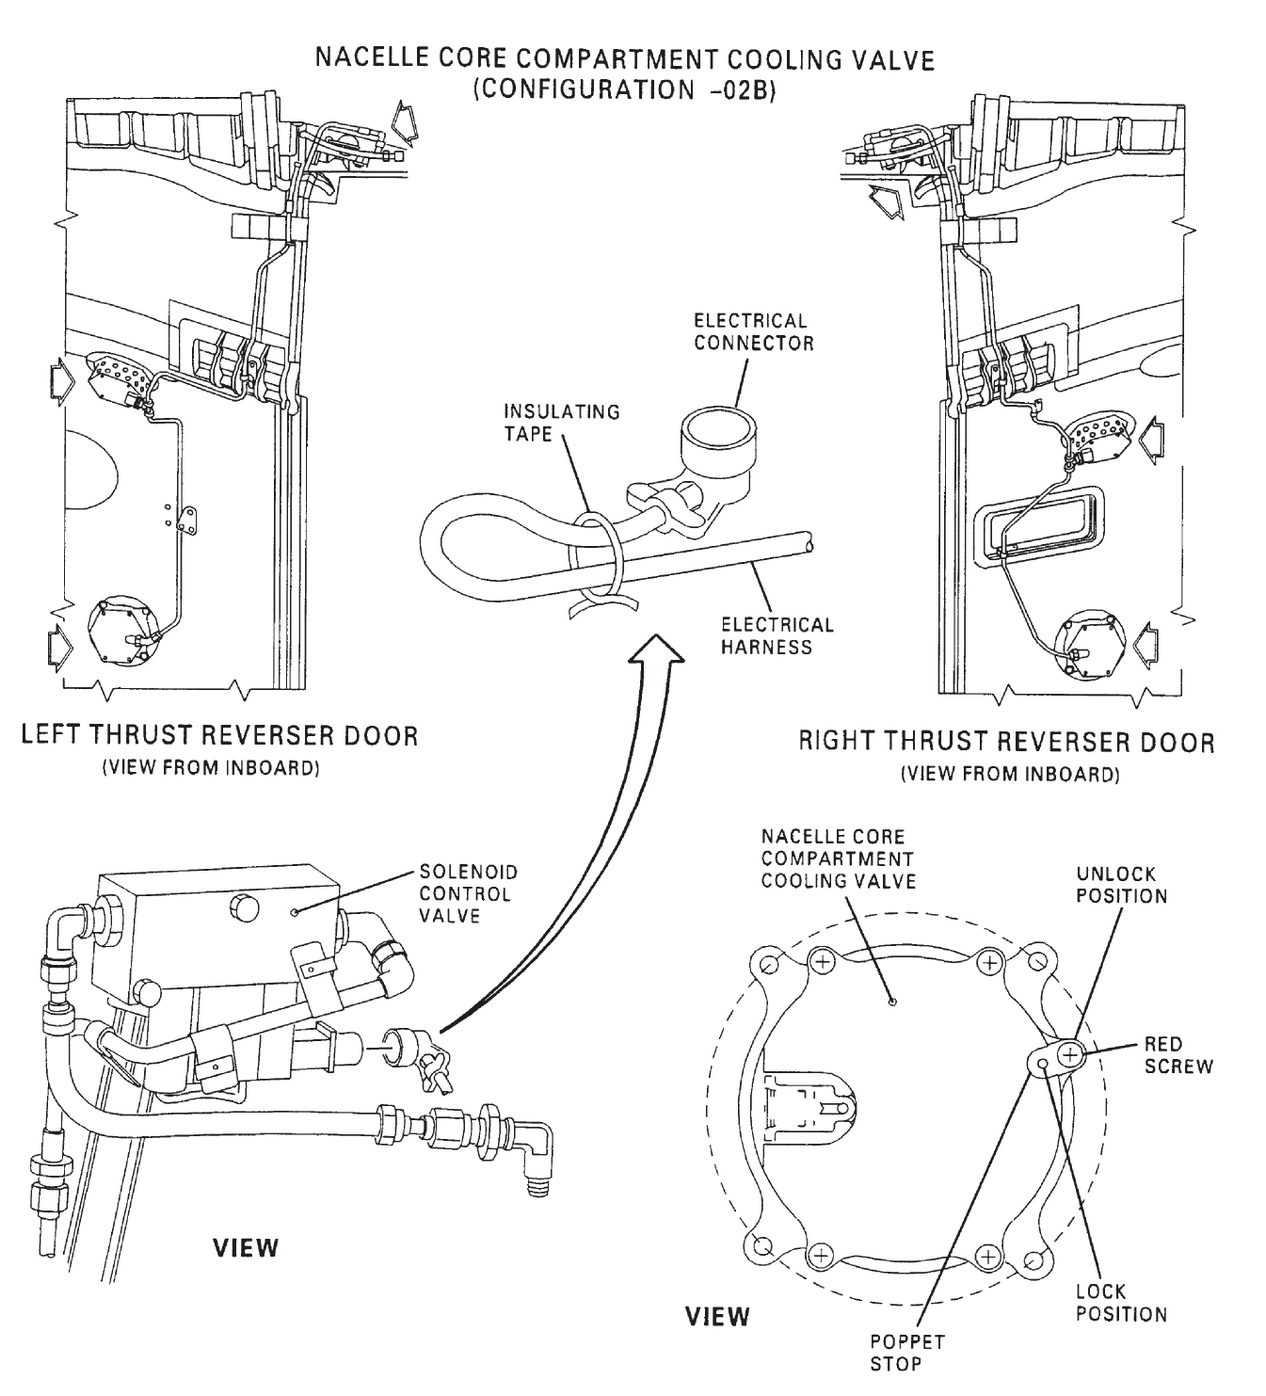 NACELLE CORE COMPARTMENT COOLING VALVE
(CONFIGURATION -02B)
ELECTRICAL
CONNECTOR
INSULATING
TAPE
ELECTRICAL
HARNESS
LEFT THRUST REVERSER DOOR
(VIEW FROM INBOARD)
RIGHT THRUST REVERSER DOOR
(VIEW FROM INBOARD)
SOLENOID
CONTROL
VALVE
VIEW
NACELLE CORE
COMPARTMENT
COOLING VALVE
UNLOCK
POSITION
RED
SCREW
LOCK
POSITION
POPPET
STOP
VIEW